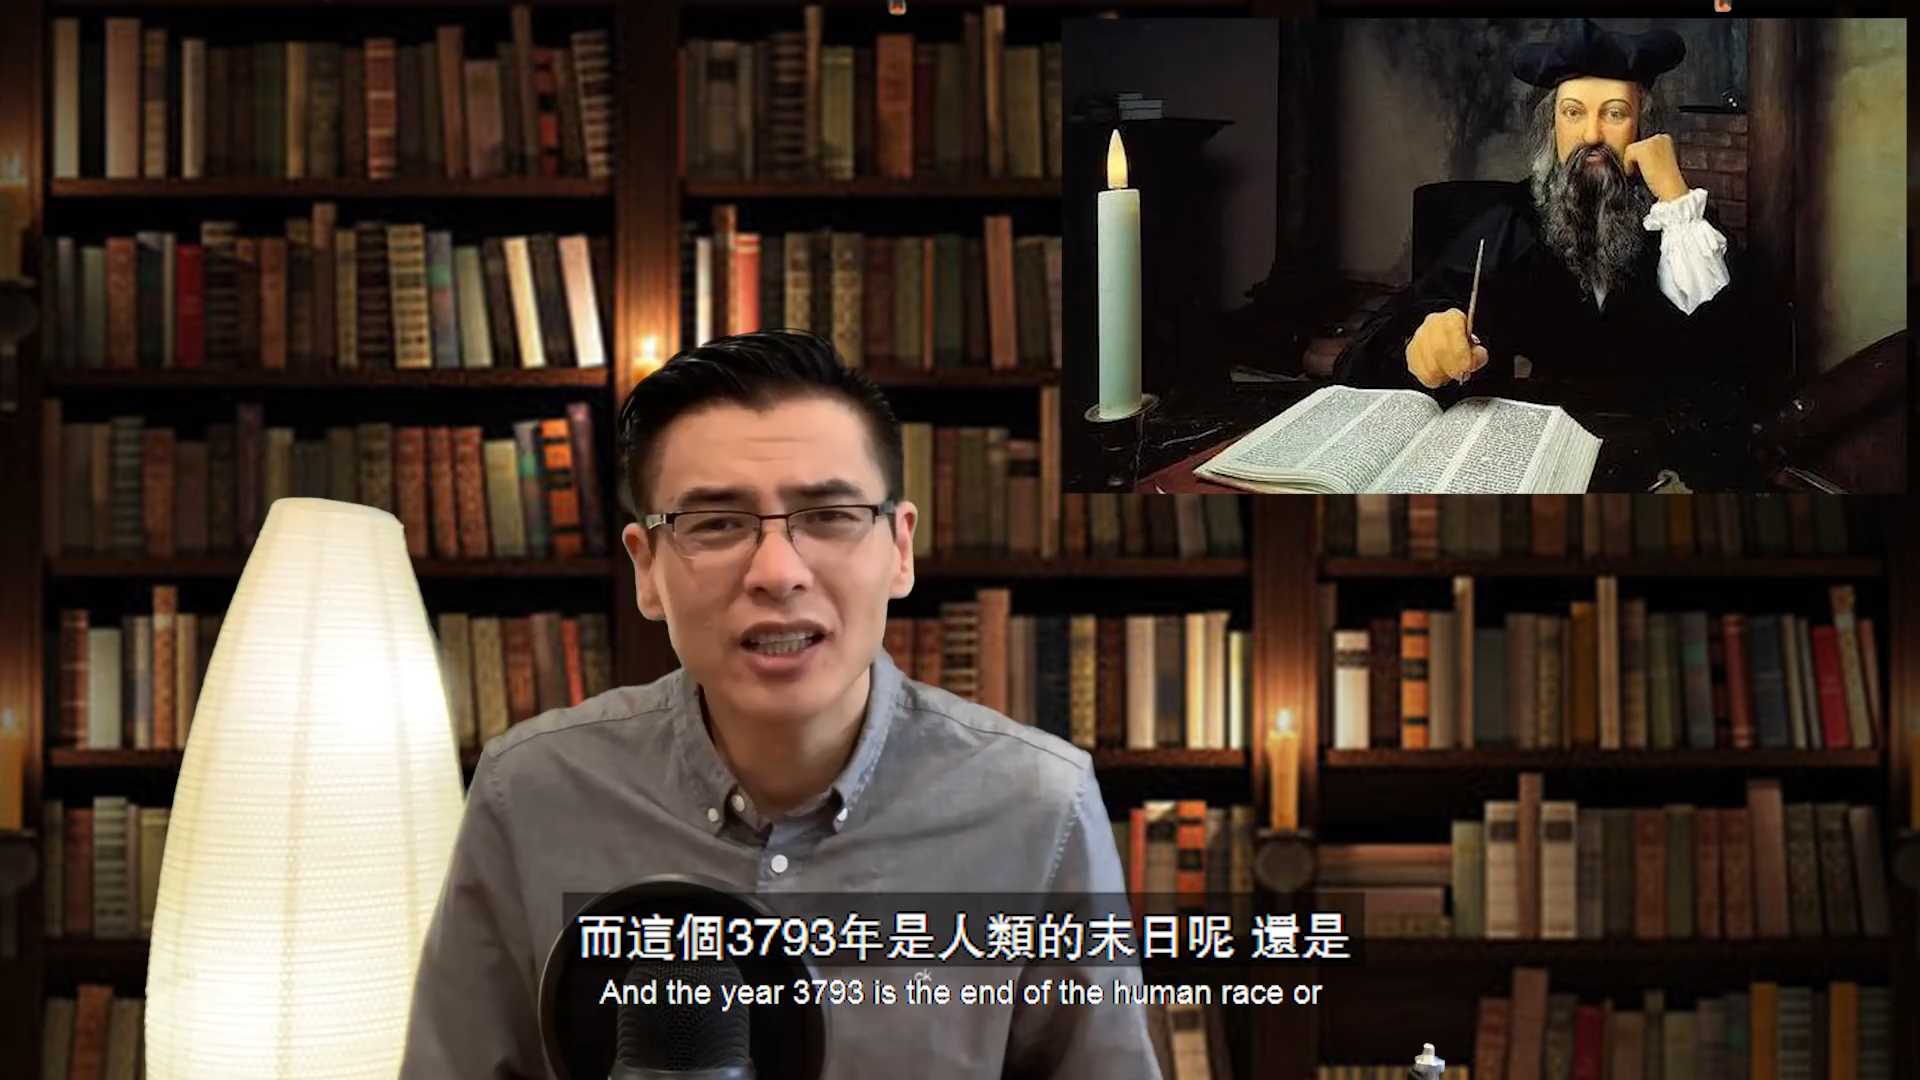 而這個3793年是人類的末日呢 還是
And the year 3793 is the end of the human race or